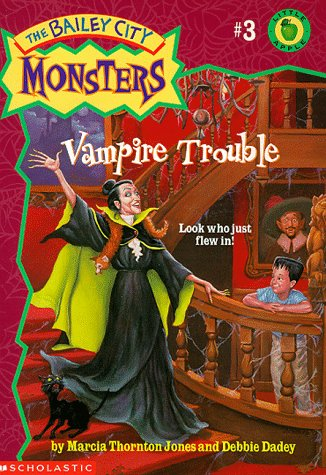 THE BAILEY CITY
MONSTERS
#3
LITTLE APPLE
Vampire Trouble
Look who just
flew in!
by Marcia Thornton Jones and Debbie Dadey
SCHOLASTIC